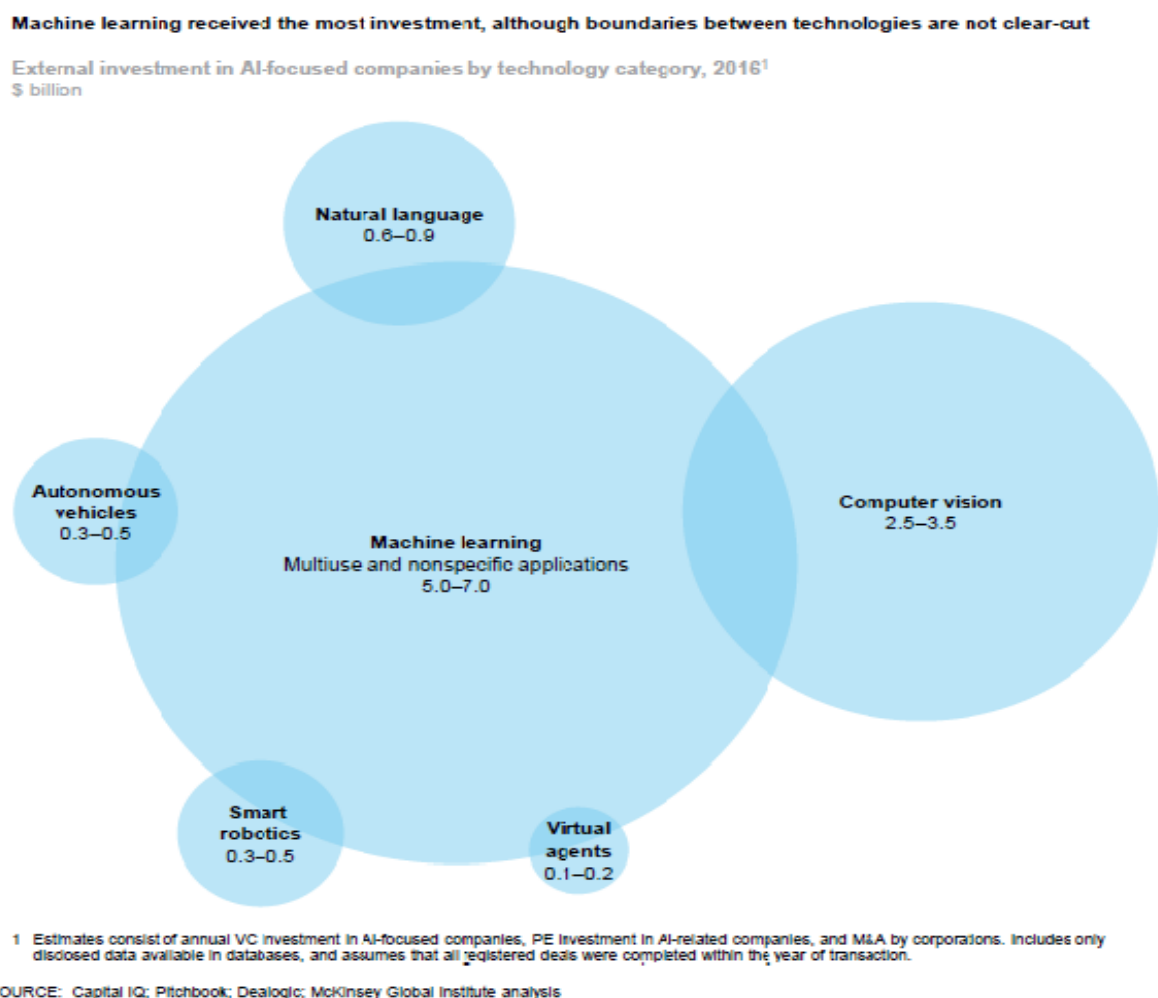 Machine learning received the most investment, although boundaries between technologies are not clear-cut
External investment in AI-focused companies by technology category, 2016¹
$ billion
Natural language
0.6–0.9
Autonomous
vehicles
0.3–0.5
Machine learning
Multiuse and nonspecific applications
5.0–7.0
Computer vision
2.5–3.5
Smart
robotics
0.3–0.5
Virtual
agents
0.1–0.2
1 Estimates consist of annual VC investment in AI-focused companies, PE investment in AI-related companies, and M&A by corporations. Includes only
disclosed data available in databases, and assumes that all registered deals were completed within the year of transaction.
OURCE: Capital IQ; Pitchbook; Dealogic; McKinsey Global Institute analysis